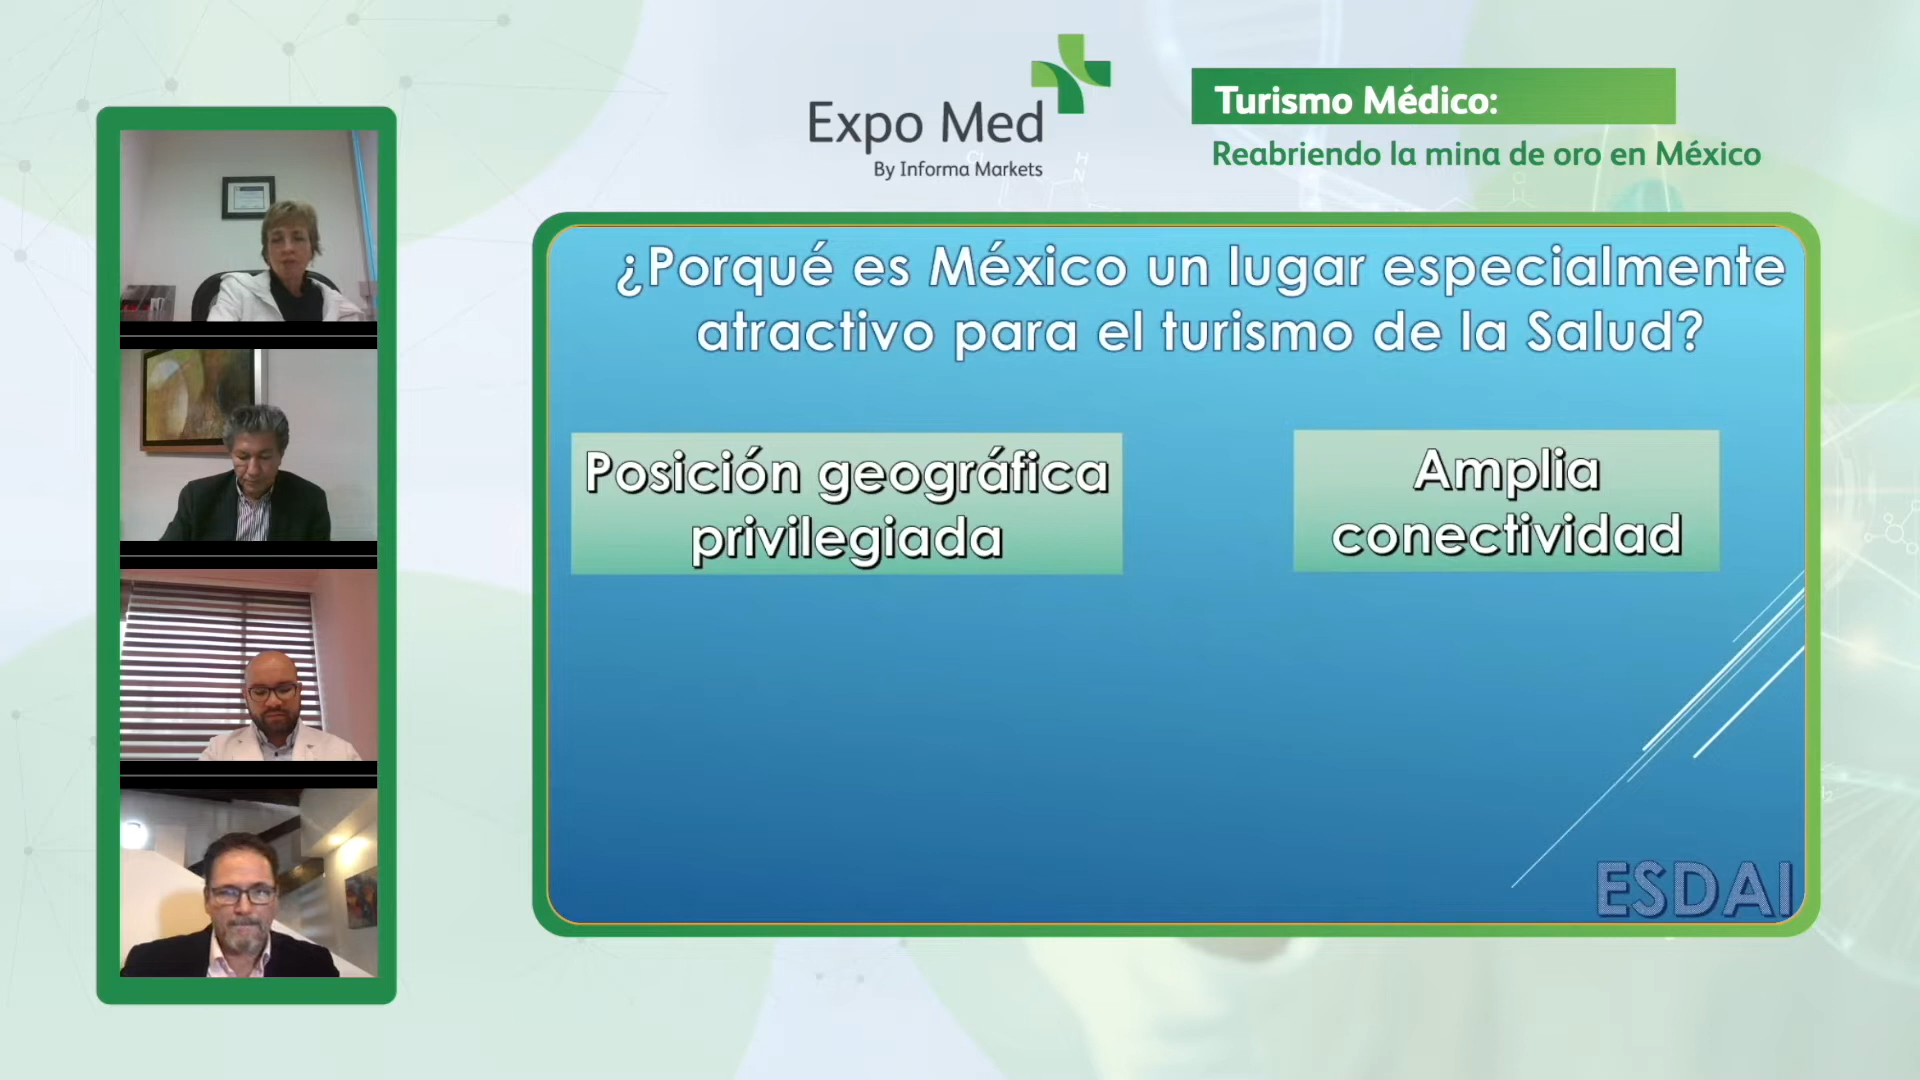 Expo Med
By Informa Markets
Turismo Médico:
Reabriendo la mina de oro en México
¿Porqué es México un lugar especialmente
atractivo para el turismo de la Salud?
Posición geográfica
privilegiada
Amplia
conectividad
ESDAI